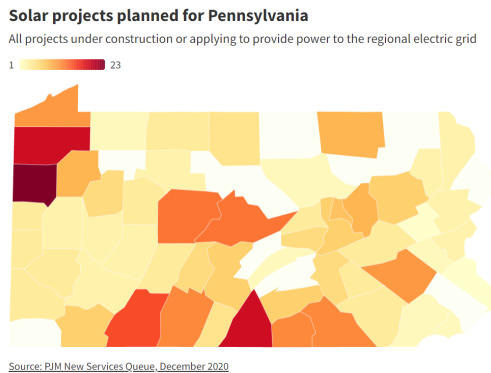 Solar projects planned for Pennsylvania
All projects under construction or applying to provide power to the regional electric grid
1 23
Source: PJM New Services Queue, December 2020